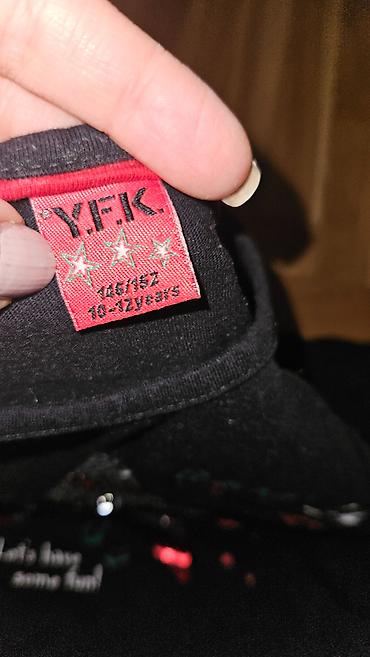 Y.F.K.
146/152
10-12years
Let's have
some fun!